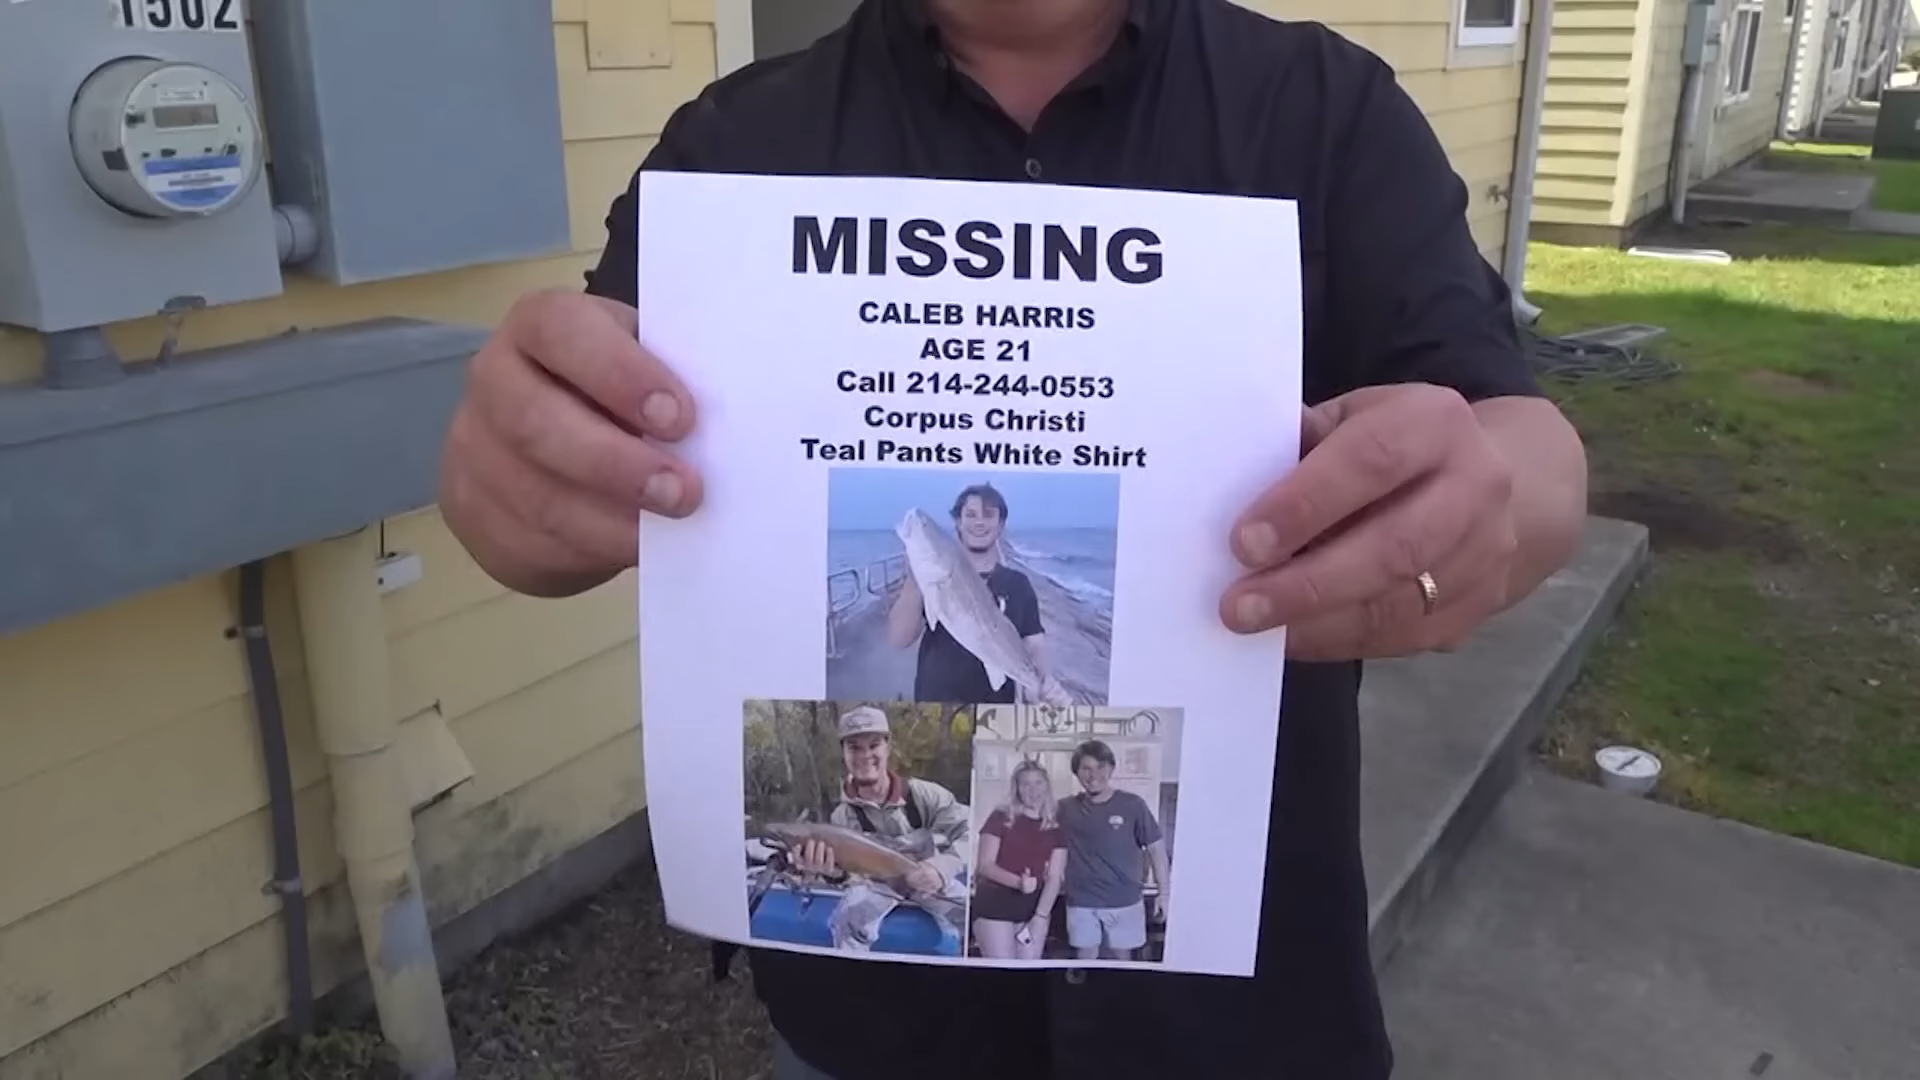 1502
MISSING
CALEB HARRIS
AGE 21
Call 214-244-0553
Corpus Christi
Teal Pants White Shirt